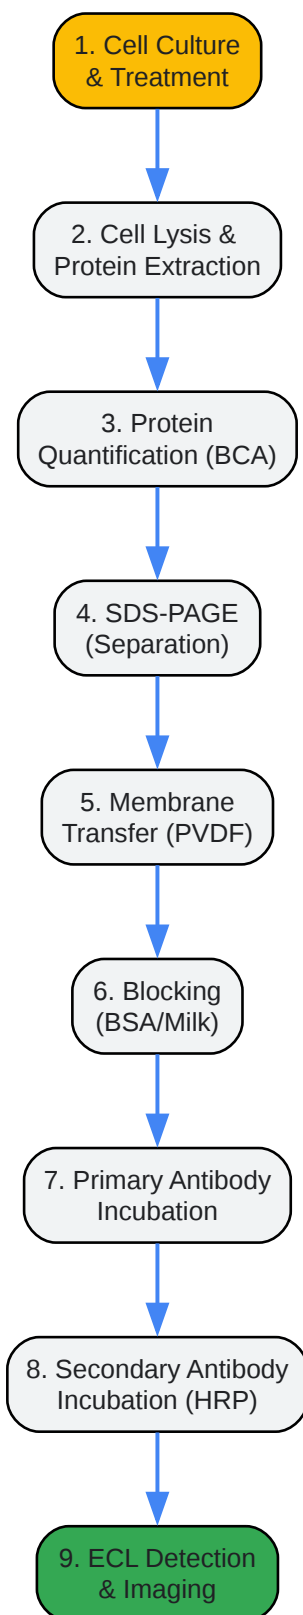 1. Cell Culture
& Treatment
2. Cell Lysis &
Protein Extraction
3. Protein
Quantification (BCA)
4. SDS-PAGE
(Separation)
5. Membrane
Transfer (PVDF)
6. Blocking
(BSA/Milk)
7. Primary Antibody
Incubation
8. Secondary Antibody
Incubation (HRP)
9. ECL Detection
& Imaging